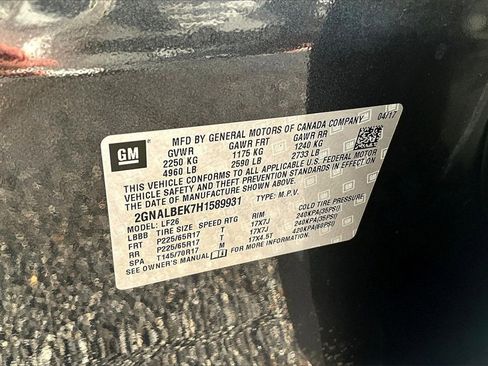 GM
MFD BY GENERAL MOTORS OF CANADA COMPANY 04/17
GVWR GAWR FRT GAWR RR
2250 KG 1175 KG 1240 KG
4960 LB 2590 LB 2733 LB
THIS VEHICLE CONFORMS TO ALL APPLICABLE U.S. FEDERAL MOTOR
VEHICLE SAFETY AND THEFT PREVENTION STANDARDS IN EFFECT ON
THE DATE OF MANUFACTURE SHOWN ABOVE.
2GNALBEK7H1589931 TYPE: M.P.V.
MODEL: LF26
LBBB TIRE SIZE SPEED RTG RIM COLD TIRE PRESSURE
FRT P225/65R17 T 17X7J 240KPA(35PSI)
RR P225/65R17 T 17X7J 240KPA(35PSI)
SPA T145/70R17 M 17X4.5T 420KPA(60PSI)
SEE OWNER'S MANUAL FOR MORE INFORMATION.